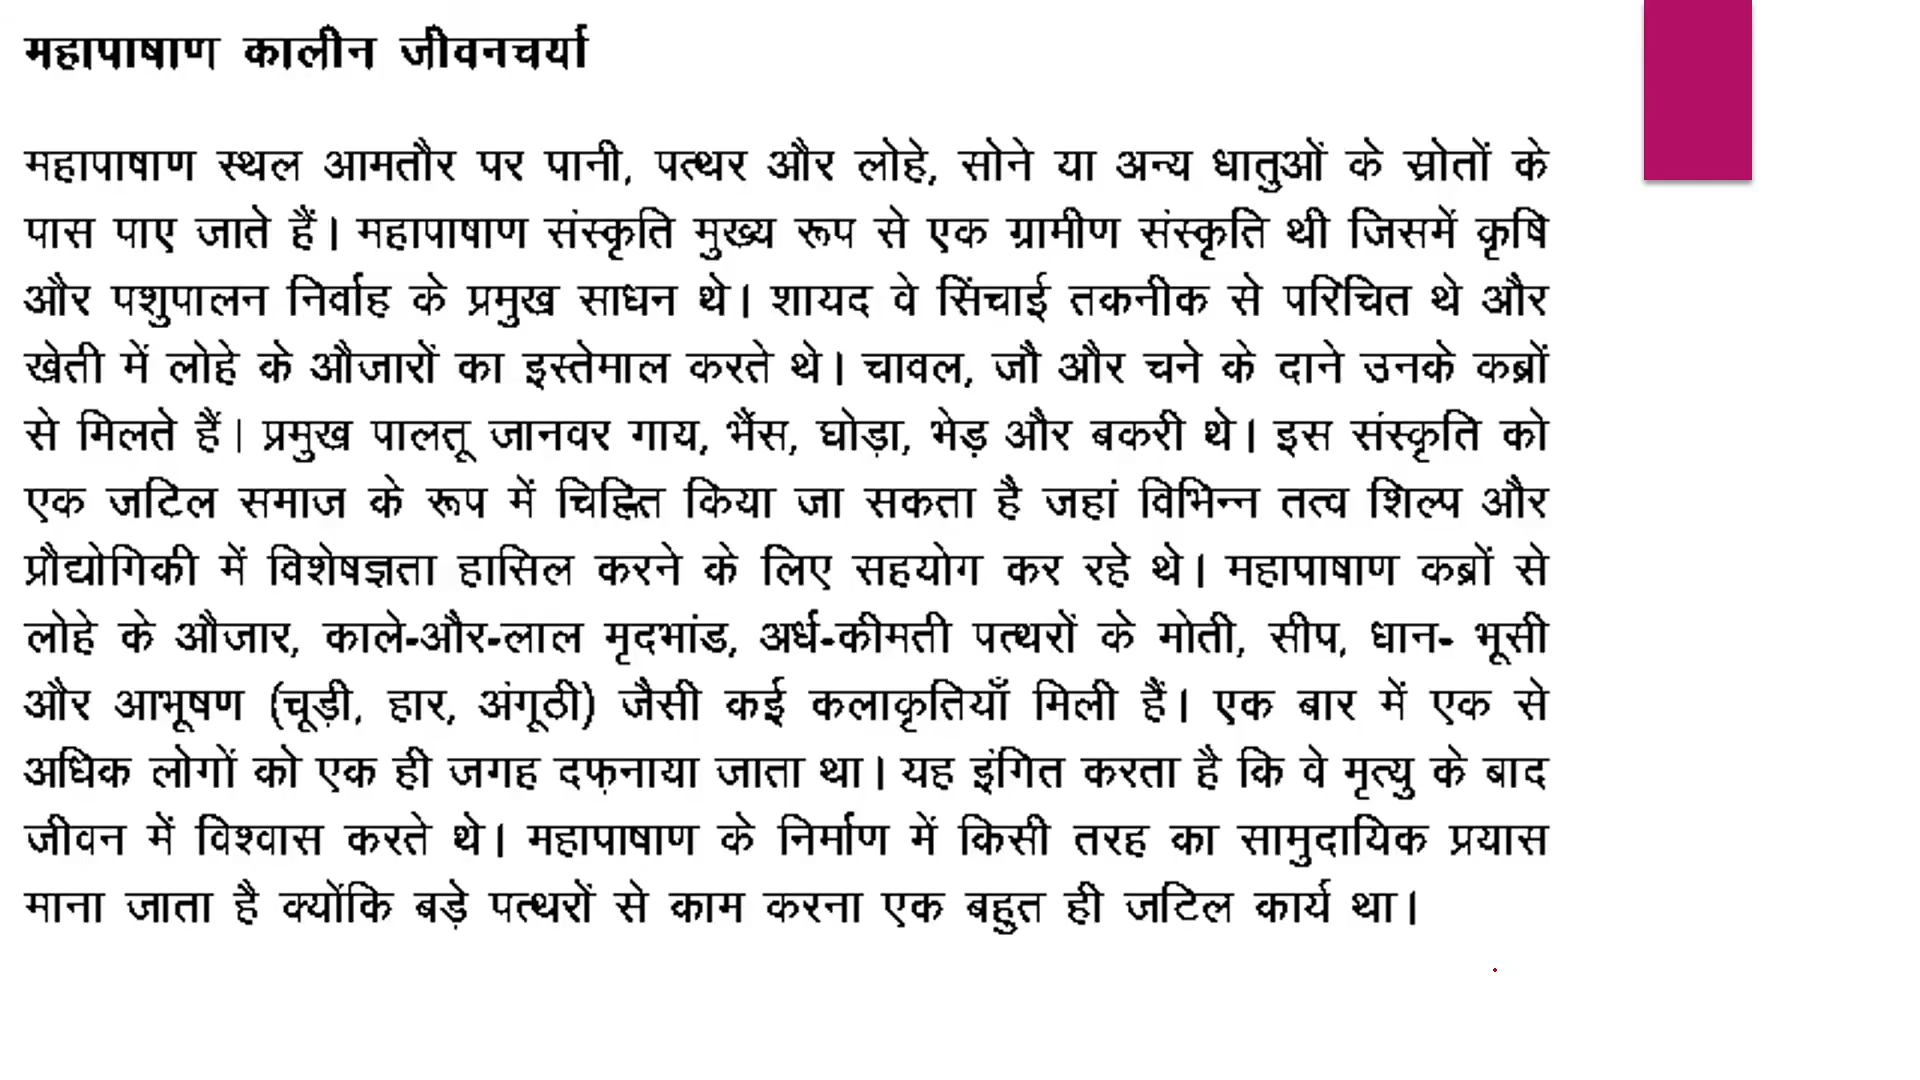 महापाषाण कालीन जीवनचर्या
महापाषाण स्थल आमतौर पर पानी, पत्थर और लोहे, सोने या अन्य धातुओं के स्रोतों के
पास पाए जाते हैं। महापाषाण संस्कृति मुख्य रूप से एक ग्रामीण संस्कृति थी जिसमें कृषि
और पशुपालन निर्वाह के प्रमुख साधन थे। शायद वे सिंचाई तकनीक से परिचित थे और
खेती में लोहे के औजारों का इस्तेमाल करते थे। चावल, जौ और चने के दाने उनके कब्रों
से मिलते हैं। प्रमुख पालतू जानवर गाय, भैंस, घोड़ा, भेड़ और बकरी थे। इस संस्कृति को
एक जटिल समाज के रूप में चिह्नित किया जा सकता है जहां विभिन्न तत्व शिल्प और
प्रौद्योगिकी में विशेषज्ञता हासिल करने के लिए सहयोग कर रहे थे। महापाषाण कब्रों से
लोहे के औजार, काले-और-लाल मृदभांड, अर्ध-कीमती पत्थरों के मोती, सीप, धान- भूसी
और आभूषण (चूड़ी, हार, अंगूठी) जैसी कई कलाकृतियाँ मिली हैं। एक बार में एक से
अधिक लोगों को एक ही जगह दफ़नाया जाता था। यह इंगित करता है कि वे मृत्यु के बाद
जीवन में विश्वास करते थे। महापाषाण के निर्माण में किसी तरह का सामुदायिक प्रयास
माना जाता है क्योंकि बड़े पत्थरों से काम करना एक बहुत ही जटिल कार्य था।